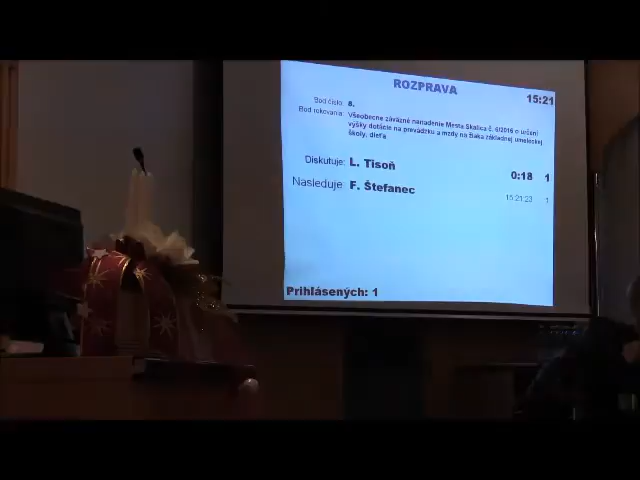 ROZPRAVA
15:21
Bod číslo: 8.
Bod rokovania: Všeobecne záväzné nariadenie Mesta Skalica č. 6/2016 o určení
výšky dotácie na prevádzku a mzdy na žiaka základnej umeleckej
školy, dieťa
Diskutuje: L. Tisoň 0:18 1
Nasleduje: F. Štefanec 15:21:23 1
Prihlásených: 1